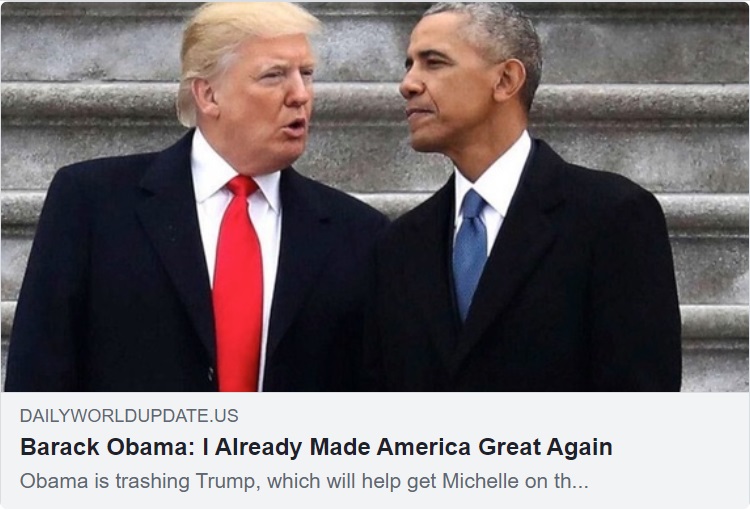 DAILYWORLDUPDATE.US
Barack Obama: I Already Made America Great Again
Obama is trashing Trump, which will help get Michelle on th...